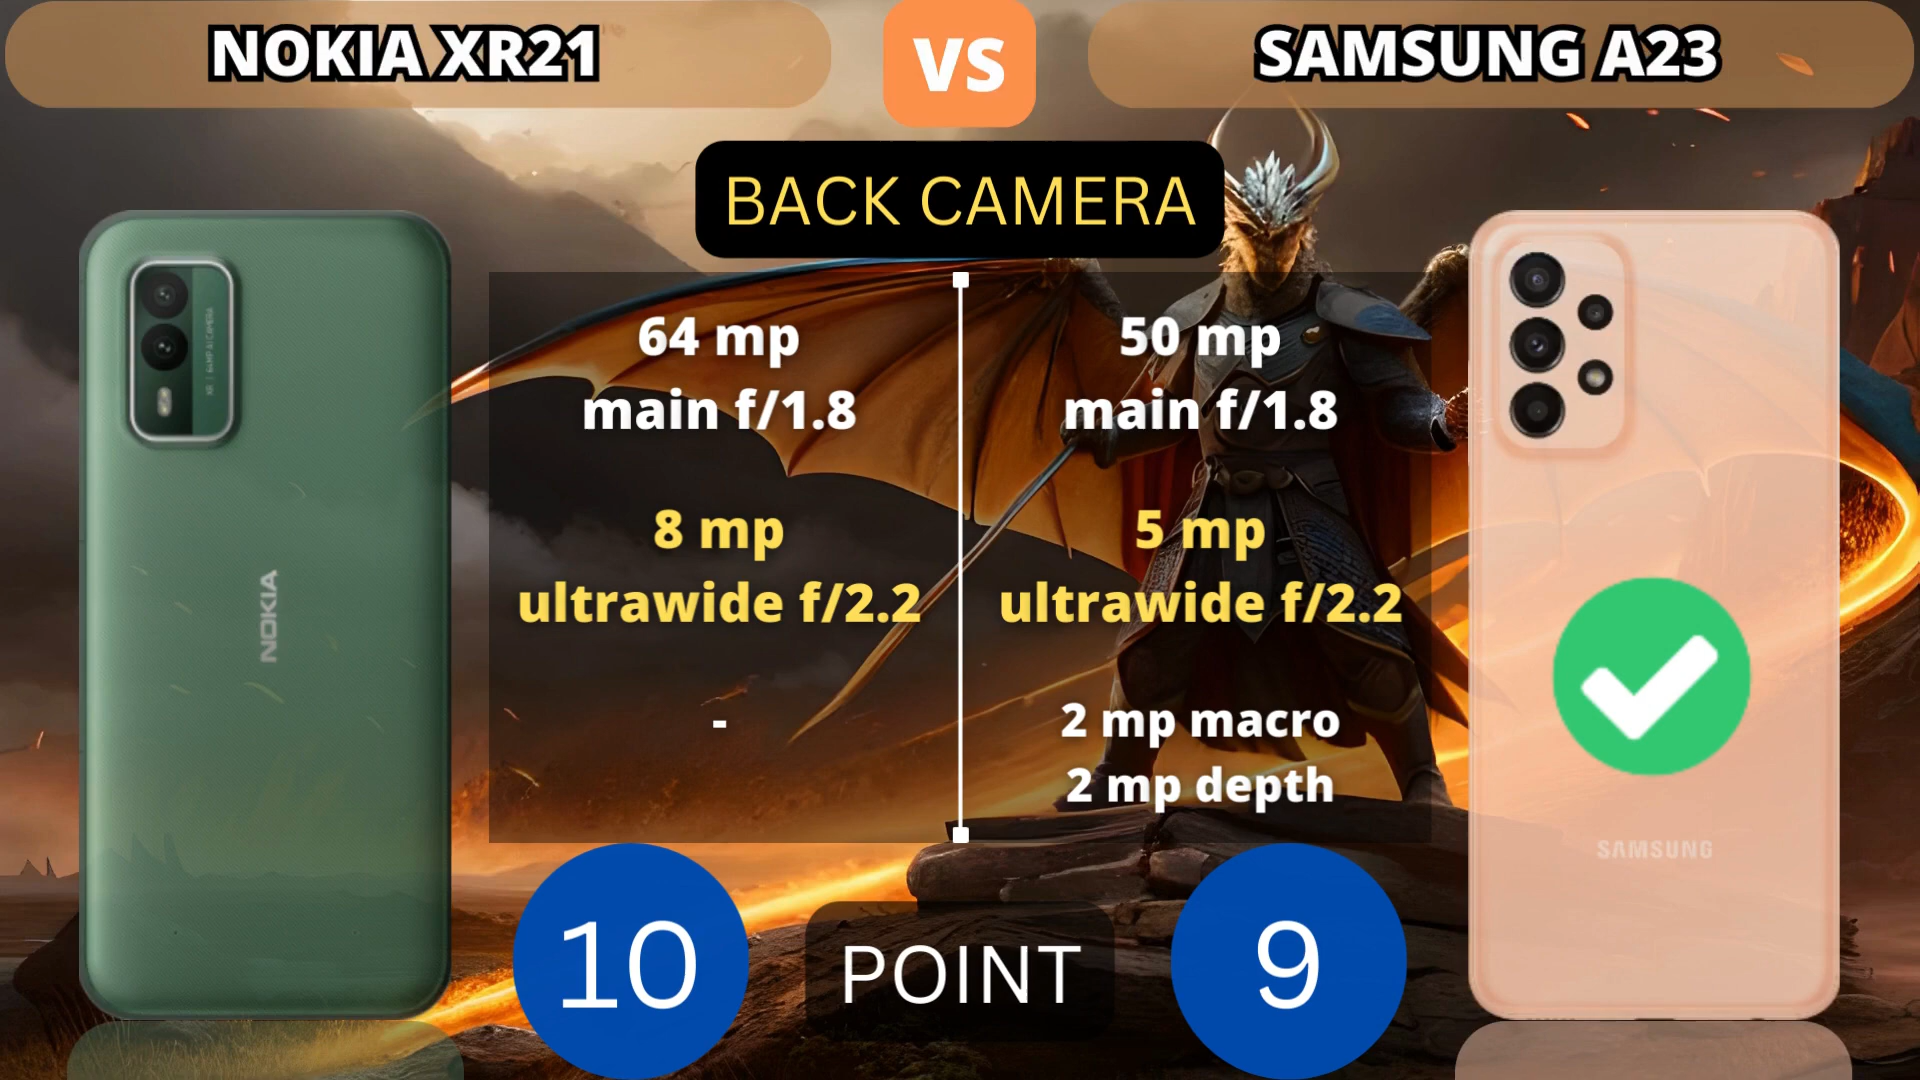 NOKIA XR21
VS
SAMSUNG A23
BACK CAMERA
64 mp
main f/1.8
50 mp
main f/1.8
8 mp
ultrawide f/2.2
5 mp
ultrawide f/2.2
-
2 mp macro
2 mp depth
10
POINT
9
NOKIA
SAMSUNG